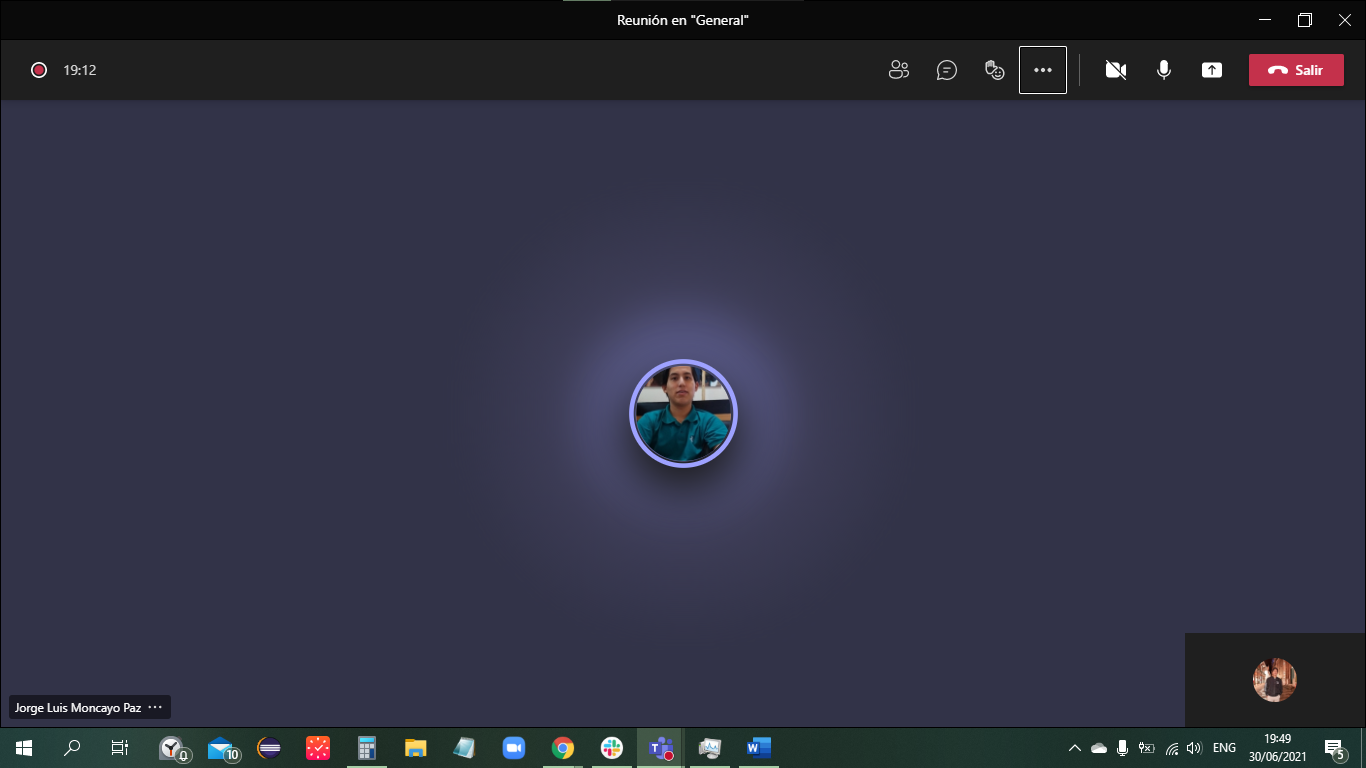 Reunión en "General"
19:12
Salir
Jorge Luis Moncayo Paz ···
10
ENG
19:49
30/06/2021
5